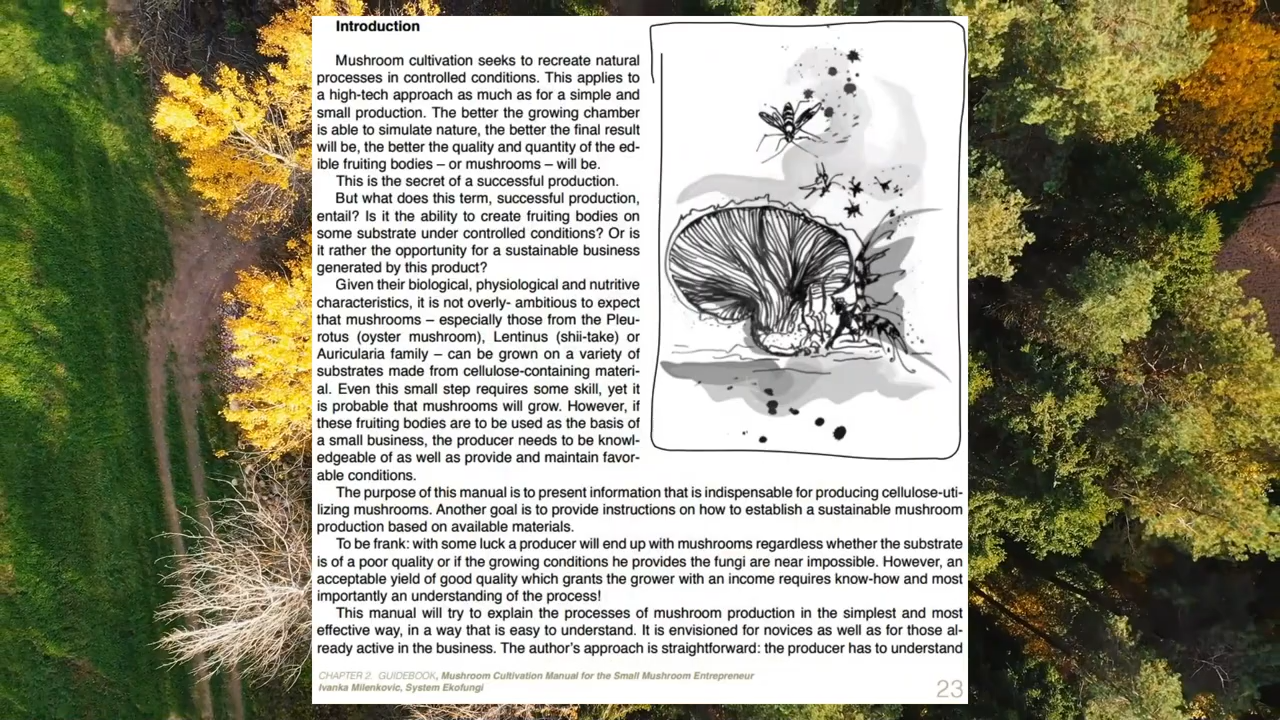 Introduction
Mushroom cultivation seeks to recreate natural
processes in controlled conditions. This applies to
a high-tech approach as much as for a simple and
small production. The better the growing chamber
is able to simulate nature, the better the final result
will be, the better the quality and quantity of the ed-
ible fruiting bodies – or mushrooms – will be.
This is the secret of a successful production.
But what does this term, successful production,
entail? Is it the ability to create fruiting bodies on
some substrate under controlled conditions? Or is
it rather the opportunity for a sustainable business
generated by this product?
Given their biological, physiological and nutritive
characteristics, it is not overly- ambitious to expect
that mushrooms – especially those from the Pleu-
rotus (oyster mushroom), Lentinus (shii-take) or
Auricularia family – can be grown on a variety of
substrates made from cellulose-containing materi-
al. Even this small step requires some skill, yet it
is probable that mushrooms will grow. However, if
these fruiting bodies are to be used as the basis of
a small business, the producer needs to be knowl-
edgeable of as well as provide and maintain favor-
able conditions.
The purpose of this manual is to present information that is indispensable for producing cellulose-uti-
lizing mushrooms. Another goal is to provide instructions on how to establish a sustainable mushroom
production based on available materials.
To be frank: with some luck a producer will end up with mushrooms regardless whether the substrate
is of a poor quality or if the growing conditions he provides the fungi are near impossible. However, an
acceptable yield of good quality which grants the grower with an income requires know-how and most
importantly an understanding of the process!
This manual will try to explain the processes of mushroom production in the simplest and most
effective way, in a way that is easy to understand. It is envisioned for novices as well as for those al-
ready active in the business. The author's approach is straightforward: the producer has to understand
CHAPTER 2. GUIDEBOOK, Mushroom Cultivation Manual for the Small Mushroom Entrepreneur
Ivanka Milenkovic, System Ekofungi
23